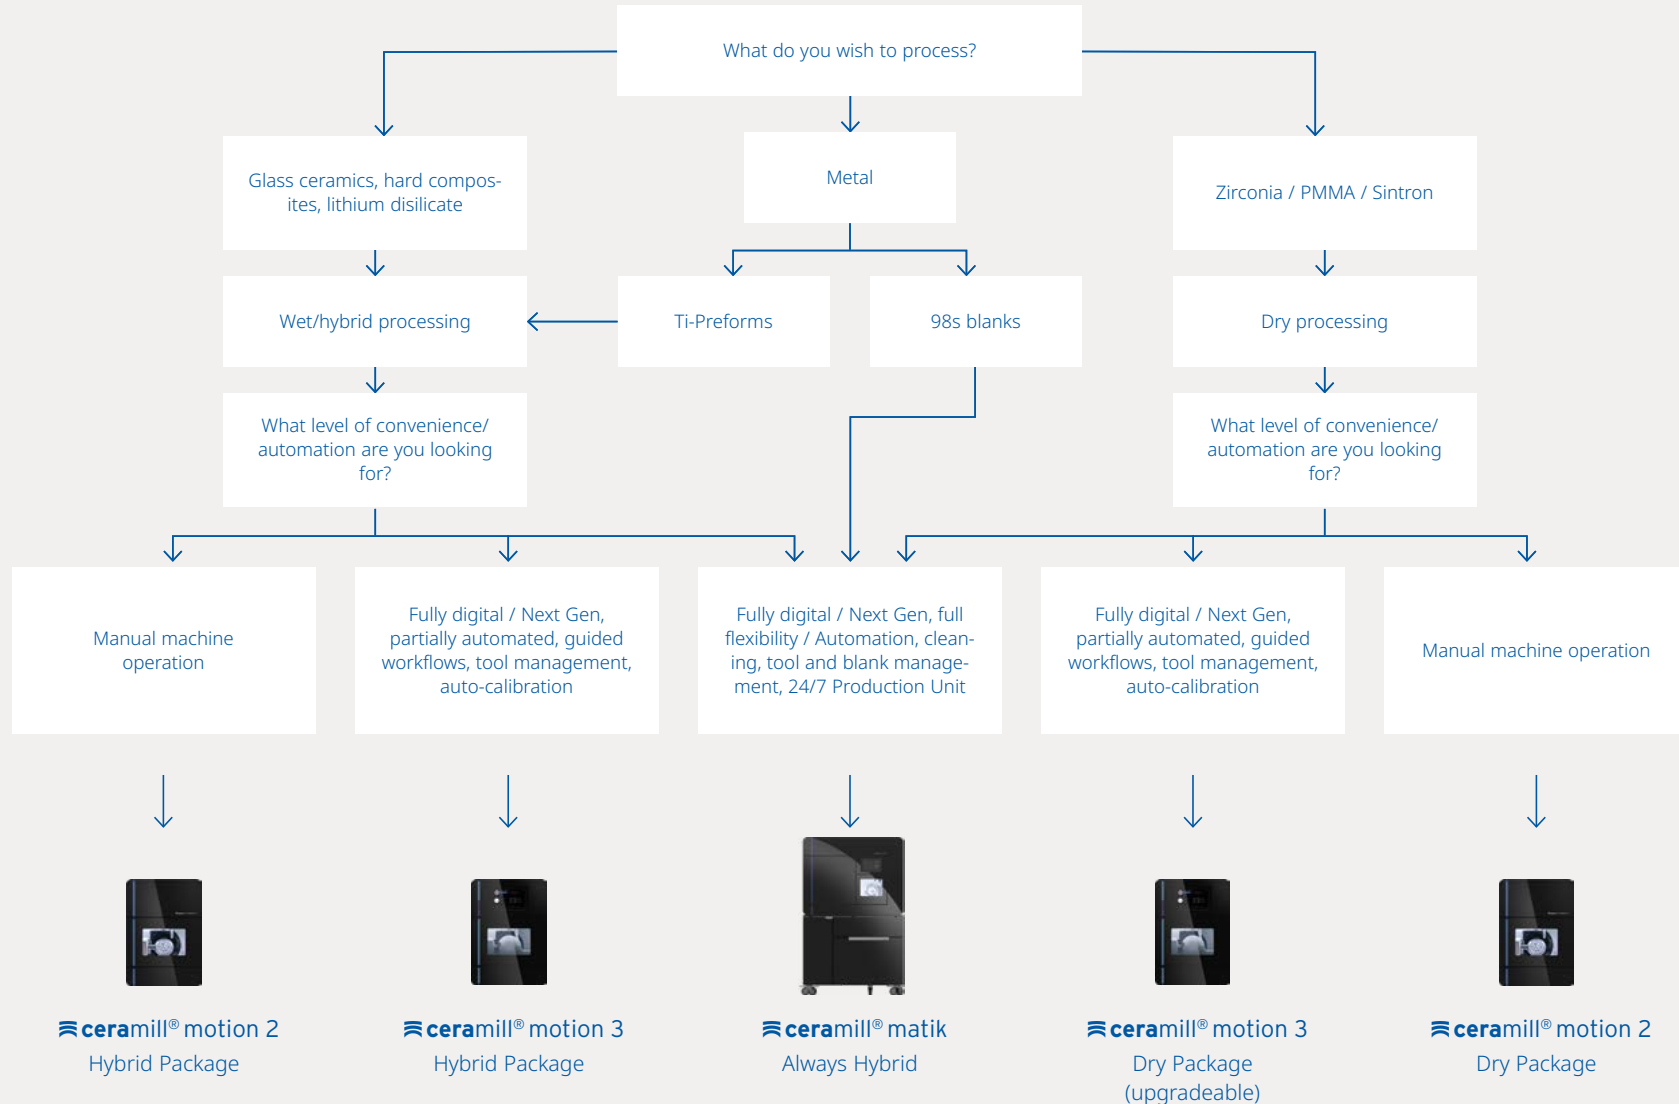 What do you wish to process?
Glass ceramics, hard compos-
ites, lithium disilicate
Metal
Zirconia / PMMA / Sintron
Wet/hybrid processing
Ti-Preforms
98s blanks
Dry processing
What level of convenience/
automation are you looking
for?
What level of convenience/
automation are you looking
for?
Manual machine
operation
Fully digital / Next Gen,
partially automated, guided
workflows, tool management,
auto-calibration
Fully digital / Next Gen, full
flexibility / Automation, clean-
ing, tool and blank manage-
ment, 24/7 Production Unit
Fully digital / Next Gen,
partially automated, guided
workflows, tool management,
auto-calibration
Manual machine operation
ceramill® motion 2
Hybrid Package
ceramill® motion 3
Hybrid Package
ceramill® matik
Always Hybrid
ceramill® motion 3
Dry Package
(upgradeable)
ceramill® motion 2
Dry Package